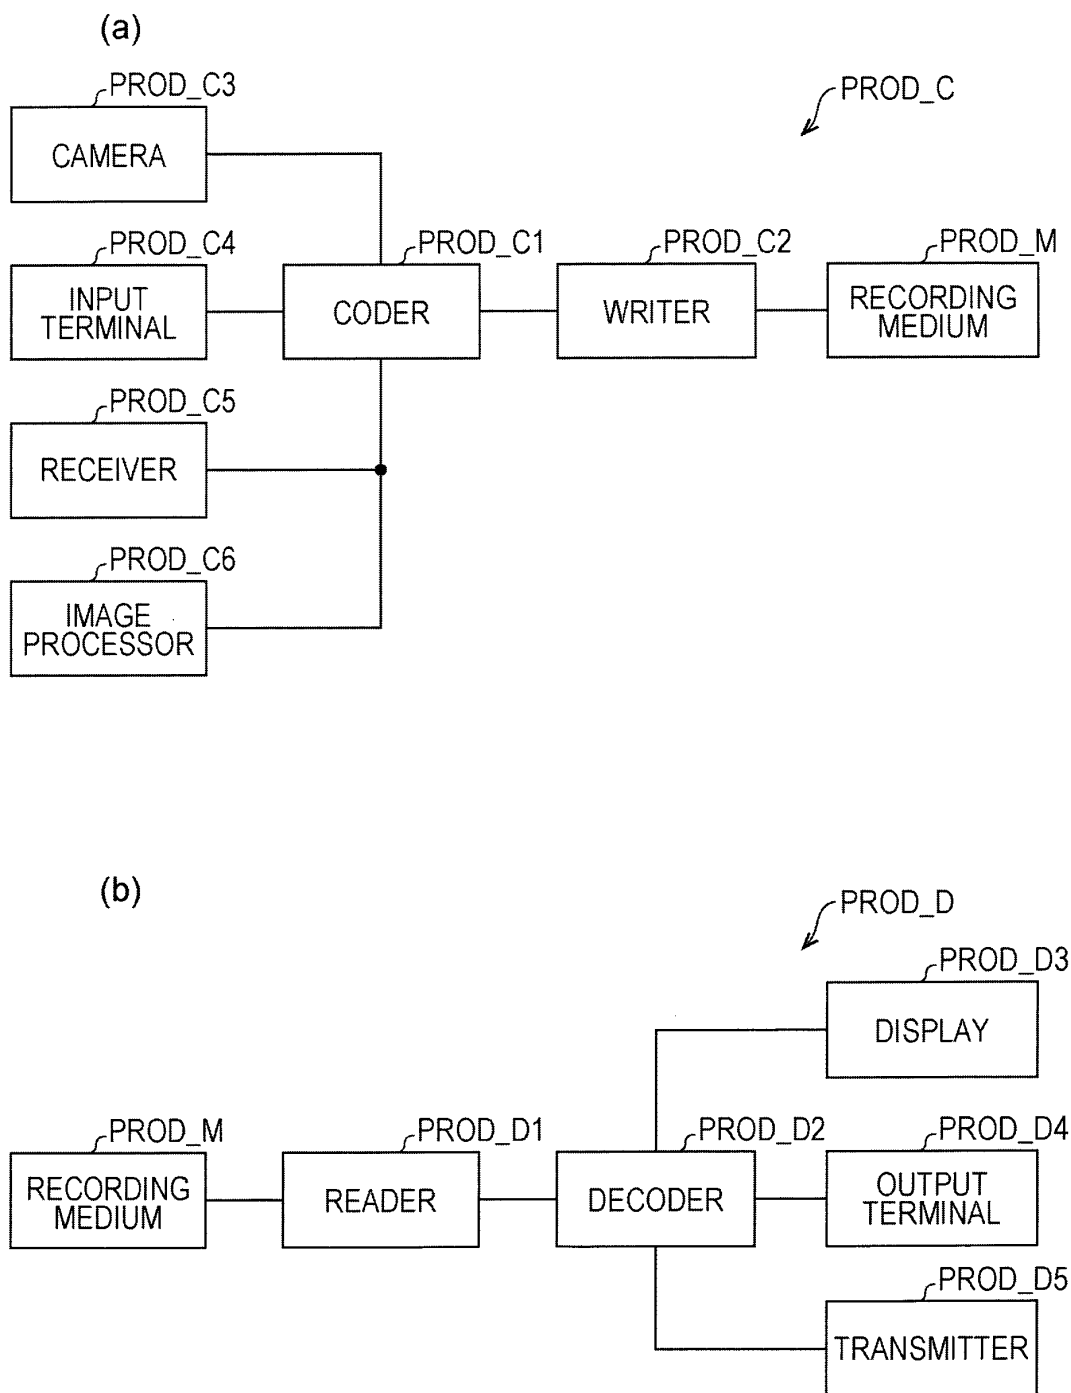 (a)
PROD_C3
PROD_C
CAMERA
PROD_C4
PROD_C1
PROD_C2
PROD_M
INPUT
TERMINAL
CODER
WRITER
RECORDING
MEDIUM
PROD_C5
RECEIVER
PROD_C6
IMAGE
PROCESSOR
(b)
PROD_D
PROD_D3
DISPLAY
PROD_M
PROD_D1
PROD_D2
PROD_D4
RECORDING
MEDIUM
READER
DECODER
OUTPUT
TERMINAL
PROD_D5
TRANSMITTER